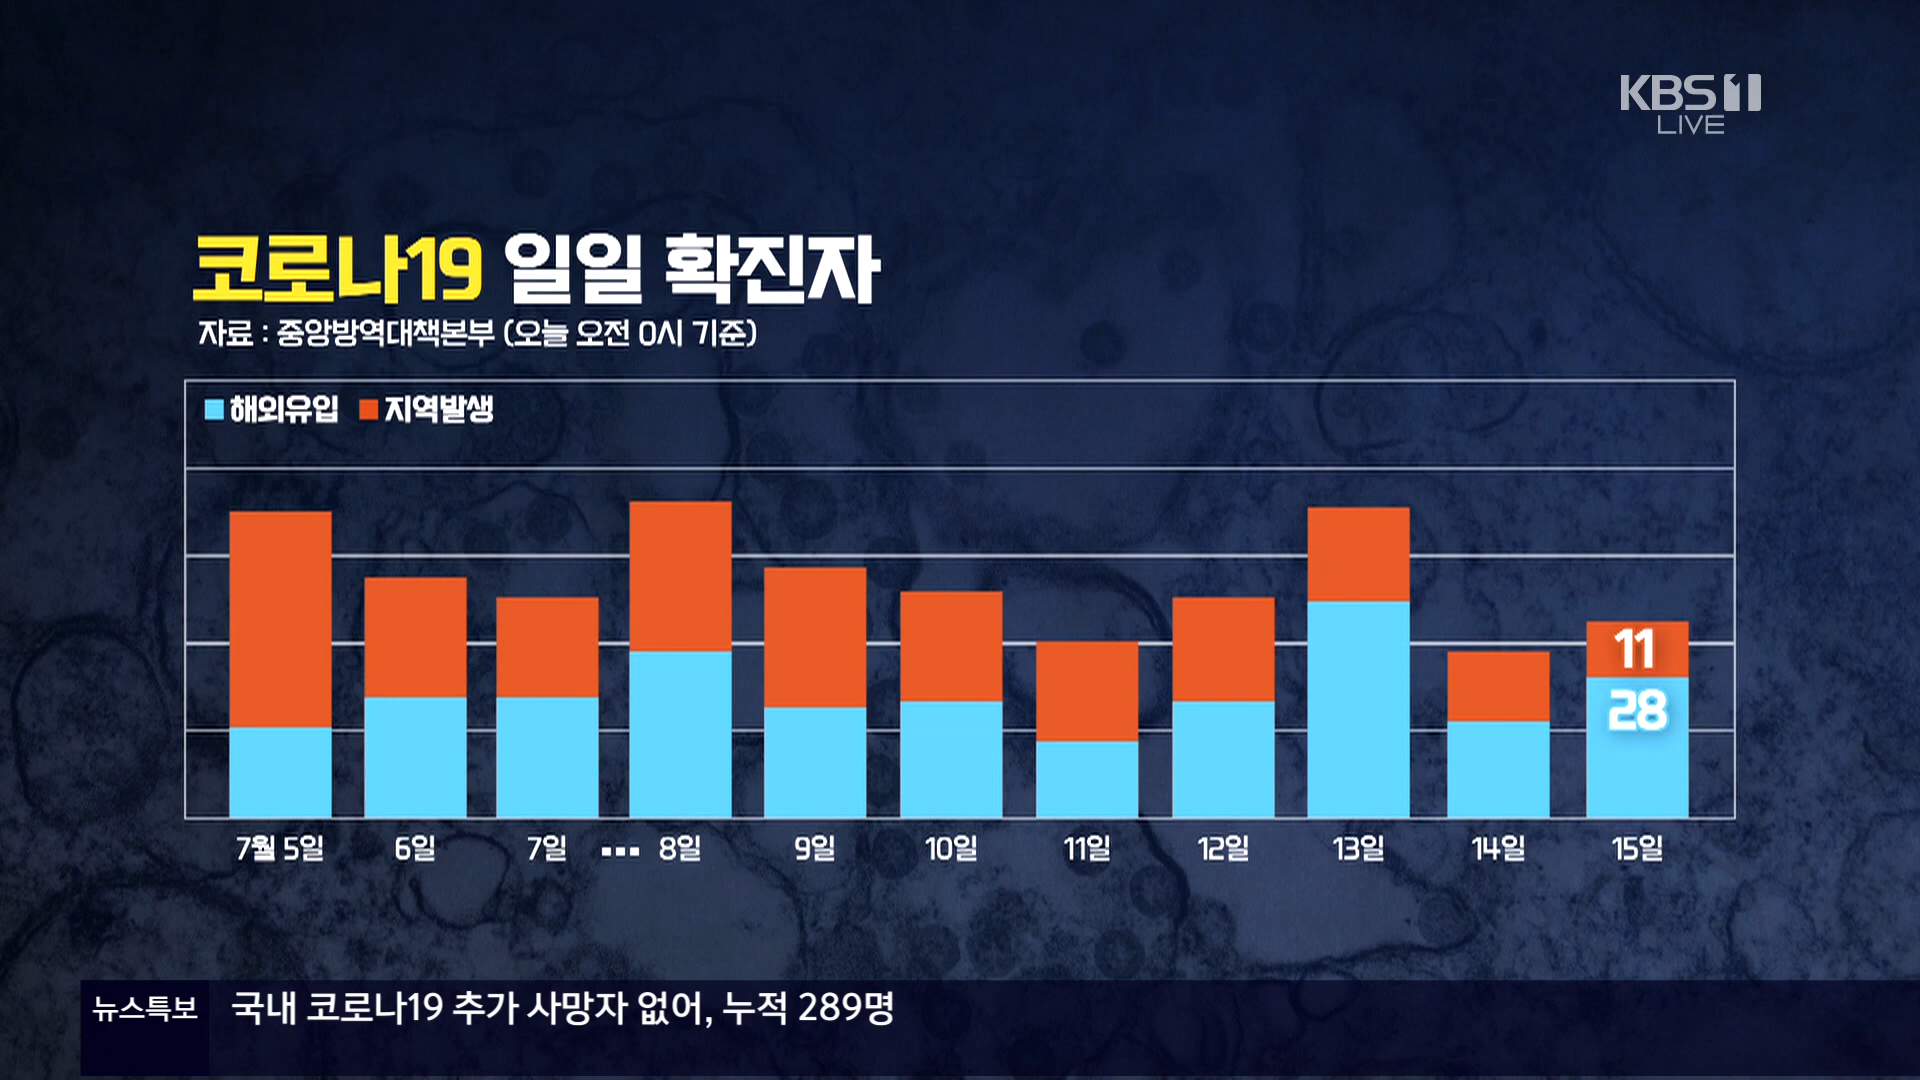 KBS 1
LIVE
코로나19 일일 확진자
자료 : 중앙방역대책본부 (오늘 오전 0시 기준)
해외유입 지역발생
11
28
7월 5일 6일 7일 ... 8일 9일 10일 11일 12일 13일 14일 15일
뉴스특보 국내 코로나19 추가 사망자 없어, 누적 289명